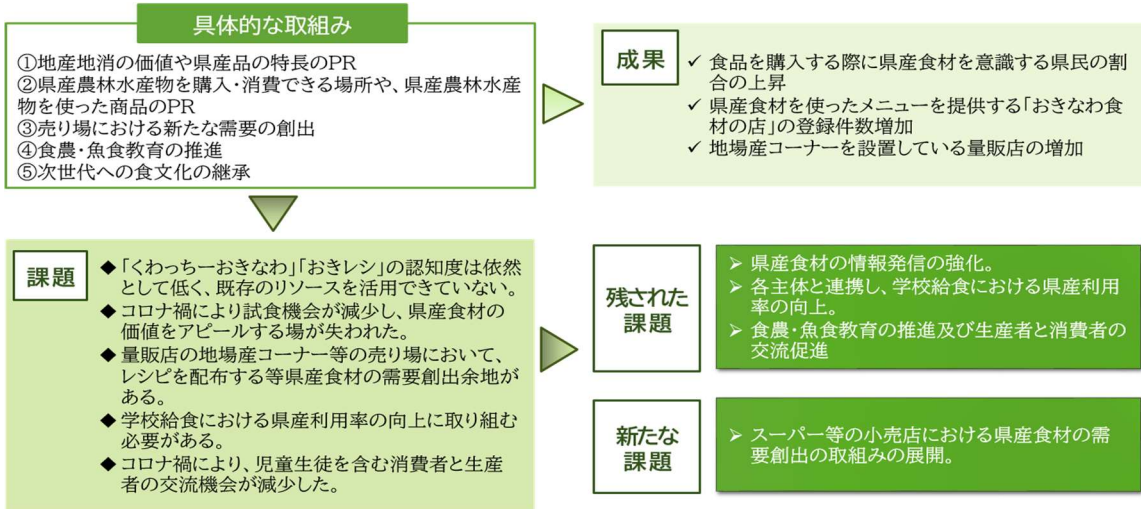 具体的な取組み
①地産地消の価値や県産品の特長のPR
②県産農林水産物を購入・消費できる場所や、県産農林水産
物を使った商品のPR
③売り場における新たな需要の創出
④食農・魚食教育の推進
⑤次世代への食文化の継承
成果
✓ 食品を購入する際に県産食材を意識する県民の割
合の上昇
✓ 県産食材を使ったメニューを提供する「おきなわ食
材の店」の登録件数増加
✓ 地場産コーナーを設置している量販店の増加
課題
◆「くわっちーおきなわ」「おきレシ」の認知度は依然
として低く、既存のリソースを活用できていない。
◆コロナ禍により試食機会が減少し、県産食材の
価値をアピールする場が失われた。
◆量販店の地場産コーナー等の売り場において、
レシピを配布する等県産食材の需要創出余地が
ある。
◆学校給食における県産利用率の向上に取り組む
必要がある。
◆コロナ禍により、児童生徒を含む消費者と生産
者の交流機会が減少した。
残された
課題
➢ 県産食材の情報発信の強化。
➢ 各主体と連携し、学校給食における県産利用
率の向上。
➢ 食農・魚食教育の推進及び生産者と消費者の
交流促進
新たな
課題
➢ スーパー等の小売店における県産食材の需
要創出の取組みの展開。